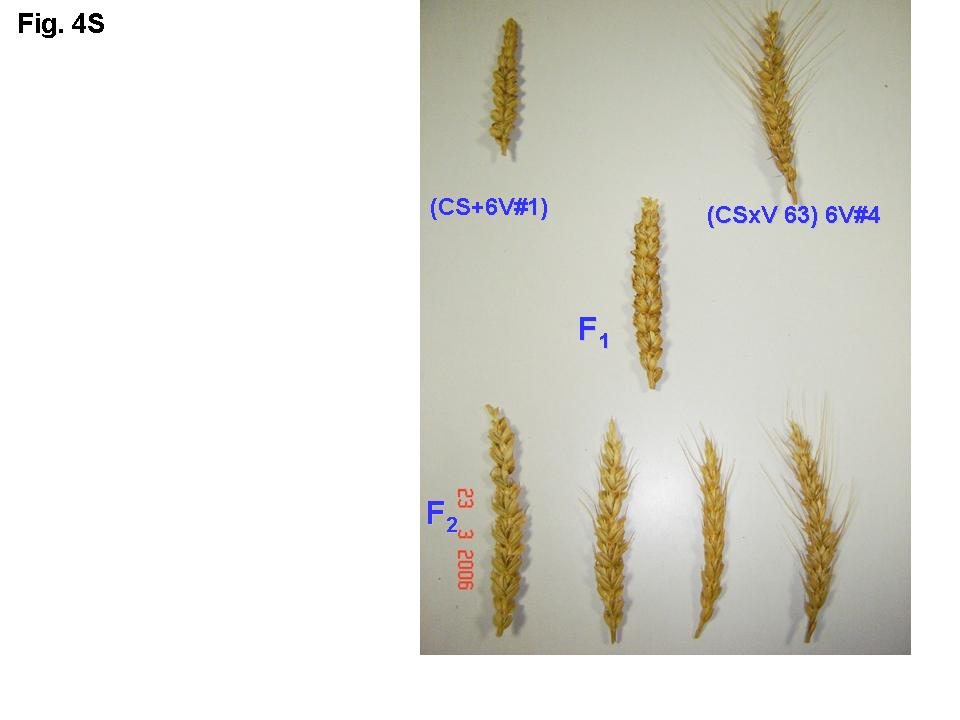 Fig. 4S
(CS+6V#1)
(CSxV 63) 6V#4
F1
F2
23 3 2006